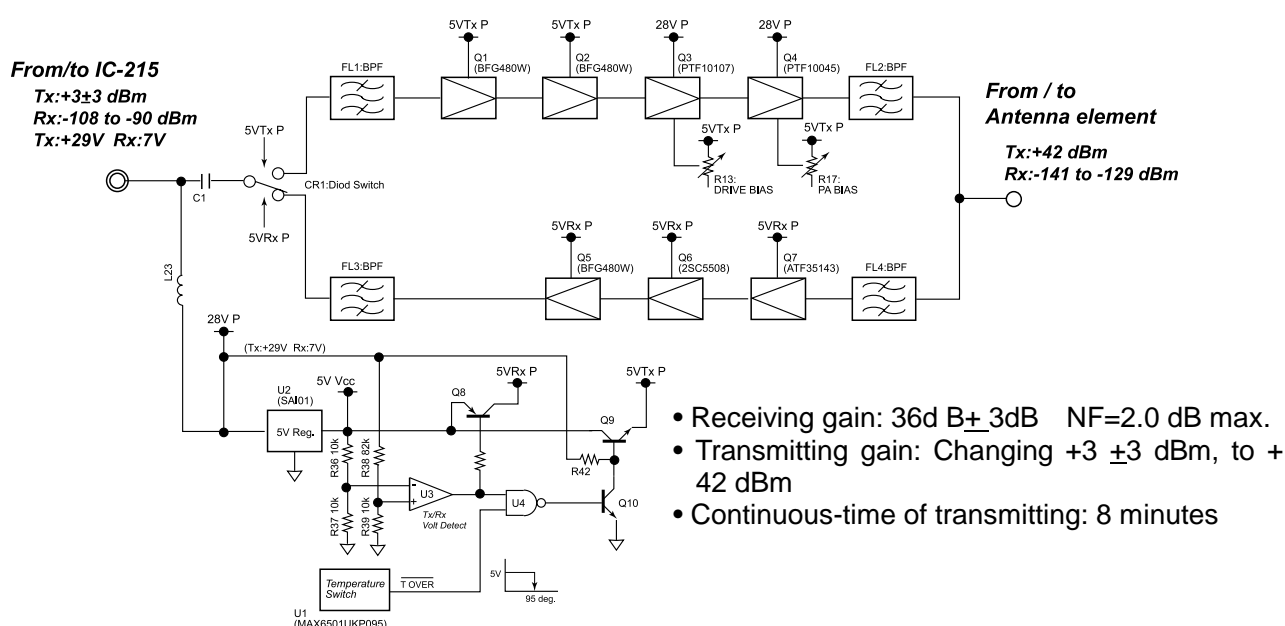 From/to IC-215
Tx:+3±3 dBm
Rx:-108 to -90 dBm
Tx:+29V Rx:7V
5VTx P
5VTx P
28V P
28V P
FL1:BPF
Q1
(BFG480W)
Q2
(BFG480W)
Q3
(PTF10107)
Q4
(PTF10045)
FL2:BPF
From / to
Antenna element
Tx:+42 dBm
Rx:-141 to -129 dBm
5VTx P
5VTx P
5VTx P
R13:
DRIVE BIAS
R17:
PA BIAS
C1
CR1:Diod Switch
5VRx P
5VRx P
5VRx P
5VRx P
FL3:BPF
Q5
(BFG480W)
Q6
(2SC5508)
Q7
(ATF35143)
FL4:BPF
L23
28V P
(Tx:+29V Rx:7V)
U2
(SAI01)
5V Reg.
5V Vcc
Q8
5VRx P
5VTx P
Q9
R36 10k
R38 82k
R42
R37 10k
R39 10k
-
+
U3
Tx/Rx
Volt Detect
U4
Q10
Temperature
Switch
T OVER
5V
95 deg.
U1
(MAX6501UKP095)
• Receiving gain: 36d B± 3dB NF=2.0 dB max.
• Transmitting gain: Changing +3 ±3 dBm, to +
42 dBm
• Continuous-time of transmitting: 8 minutes